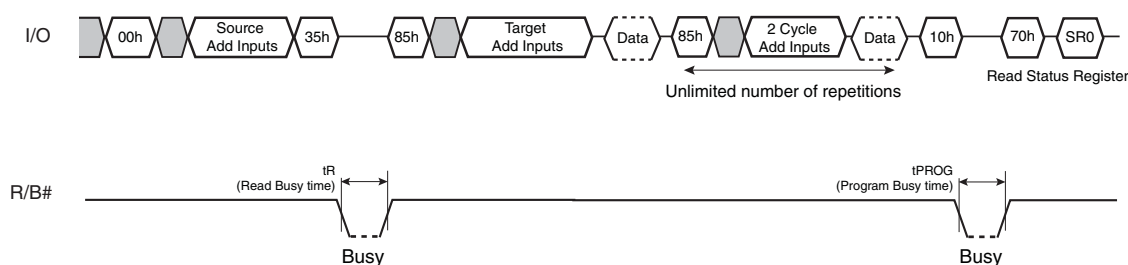 I/O
00h
Source
Add Inputs
35h
85h
Target
Add Inputs
Data
85h
2 Cycle
Add Inputs
Data
10h
70h
SR0
Unlimited number of repetitions
Read Status Register
R/B#
tR
(Read Busy time)
Busy
tPROG
(Program Busy time)
Busy